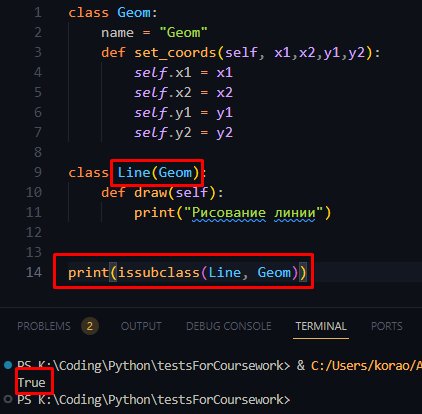 1 class Geom:
2 name = "Geom"
3 def set_coords(self, x1,x2,y1,y2):
4 self.x1 = x1
5 self.x2 = x2
6 self.y1 = y1
7 self.y2 = y2
8
9 class Line(Geom):
10 def draw(self):
11 print("Рисование линии")
12
13
14 print(issubclass(Line, Geom))
PROBLEMS 2 OUTPUT DEBUG CONSOLE TERMINAL PORTS
PS K:\Coding\Python\testsForCoursework> & C:/Users/korao/A
True
PS K:\Coding\Python\testsForCoursework>